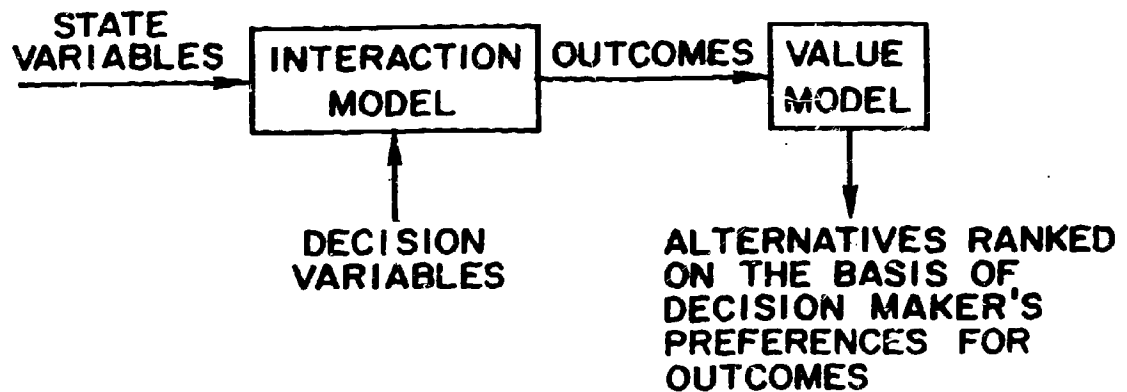 STATE
VARIABLES
INTERACTION
MODEL
OUTCOMES
VALUE
MODEL
DECISION
VARIABLES
ALTERNATIVES RANKED
ON THE BASIS OF
DECISION MAKER'S
PREFERENCES FOR
OUTCOMES